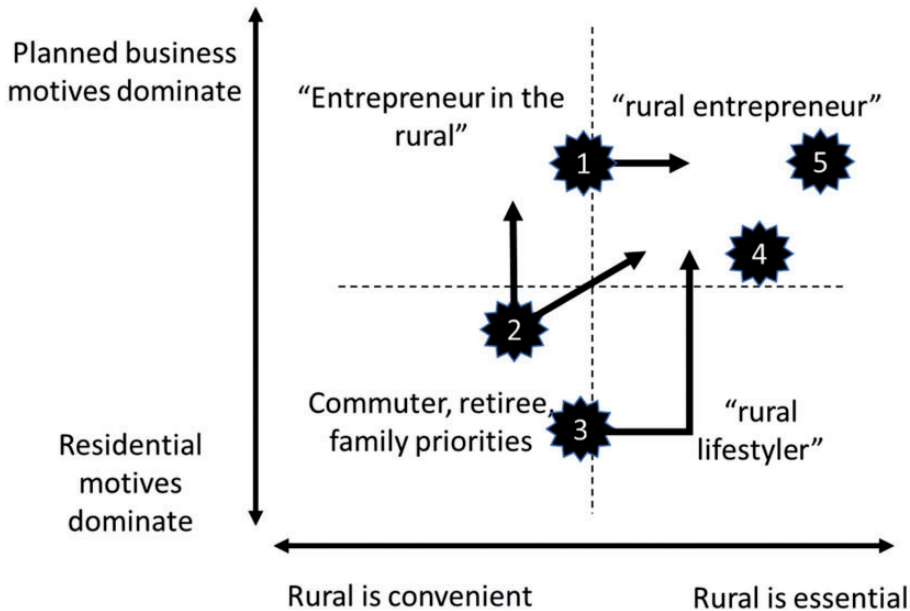 Planned business
motives dominate
“Entrepreneur in the
rural”
“rural entrepreneur”
1
5
4
2
Commuter, retiree,
family priorities
3
“rural
lifestyler”
Residential
motives
dominate
Rural is convenient
Rural is essential